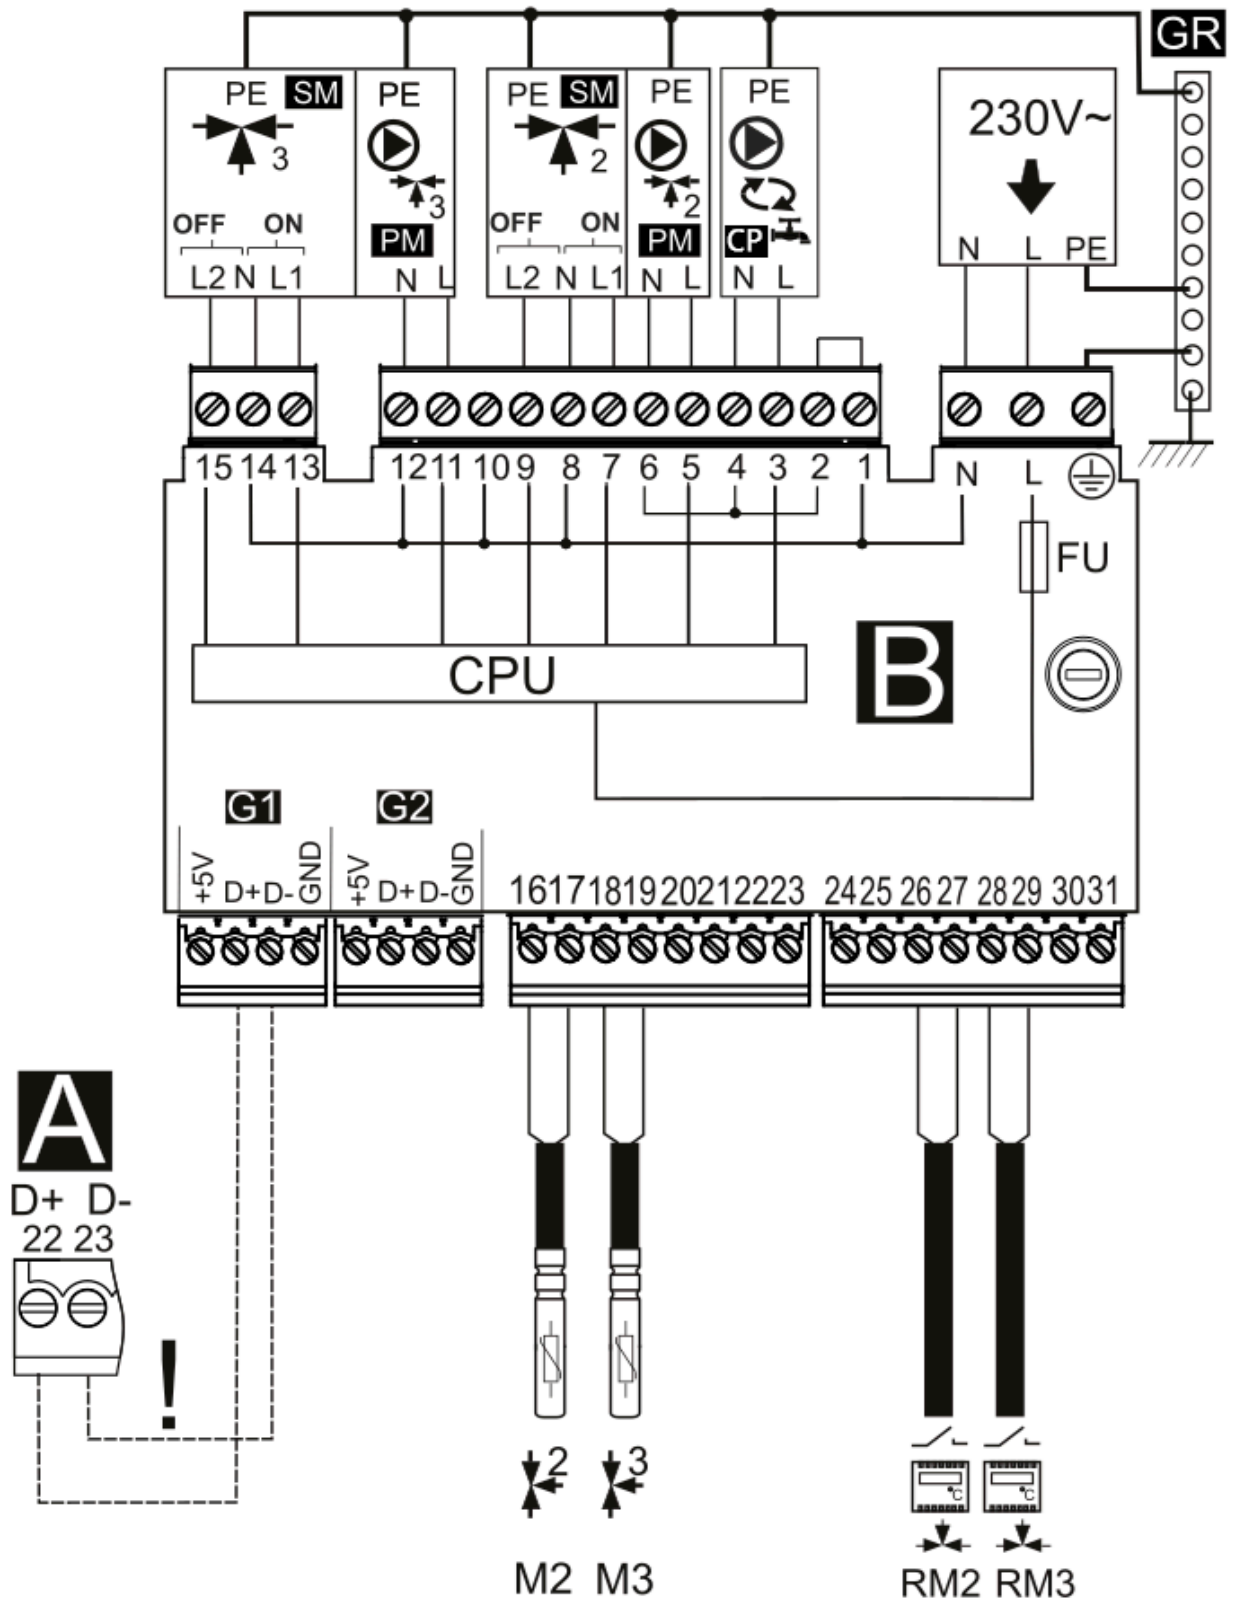 GR
PE SM
3
OFF ON
L2 N L1
PE
3
PM
N L
PE SM
2
OFF ON
L2 N L1
PE
2
PM
N L
PE
CP
N L
230V~
N L PE
15 14 13
12 11 10 9 8 7 6 5 4 3 2 1
N L
FU
CPU
B
G1
+5V D+ D- GND
G2
+5V D+ D- GND
16 17 18 19 20 21 22 23
24 25 26 27 28 29 30 31
A
D+ D-
22 23
!
2
3
M2 M3
°C
°C
RM2 RM3